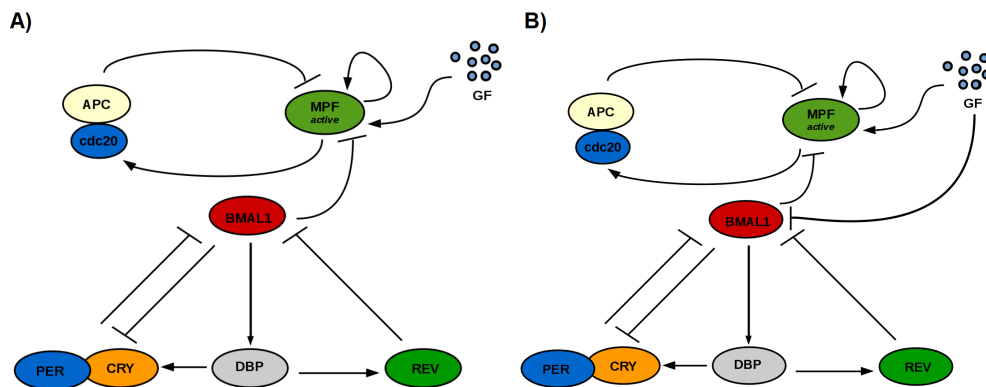 A)
GF
MPF
active
APC
cdc20
BMAL1
PER
CRY
DBP
REV
B)
GF
MPF
active
APC
cdc20
BMAL1
PER
CRY
DBP
REV